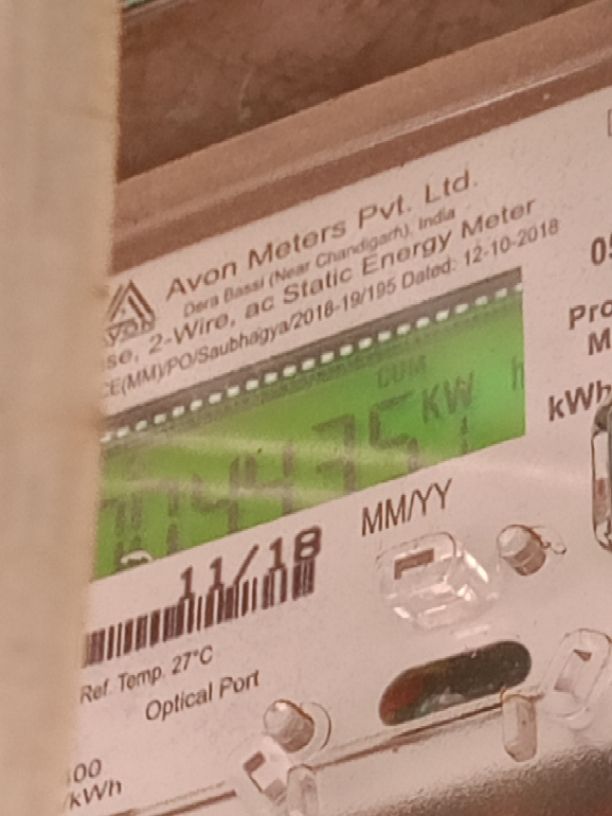 Avon Meters Pvt. Ltd.
Dera Bassi (Near Chandigarh), India
2-Wire, ac Static Energy Meter
CE(MM)/PO/Saubhagya/2018-19/195 Dated: 12-10-2018
CUM
KW h
kWh
MM/YY
11/18
Ref. Temp. 27°C
Optical Port
00
/kWh